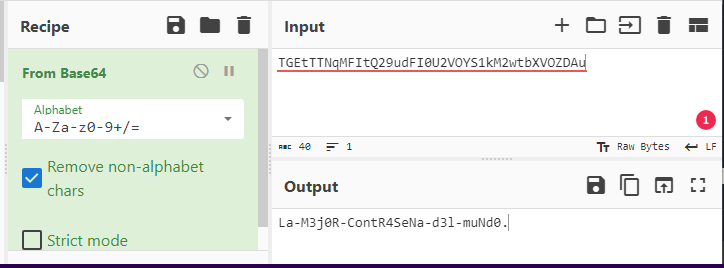 Recipe
From Base64
Alphabet
A-Za-z0-9+/=
Remove non-alphabet
chars
Strict mode
Input
TGEtTTNqMFItQ29udFI0U2VOYS1kM2wtbXVOZDAu
1
ABC 40 1 Tт Raw Bytes LF
Output
La-M3j0R-ContR4SeNa-d3l-muNd0.